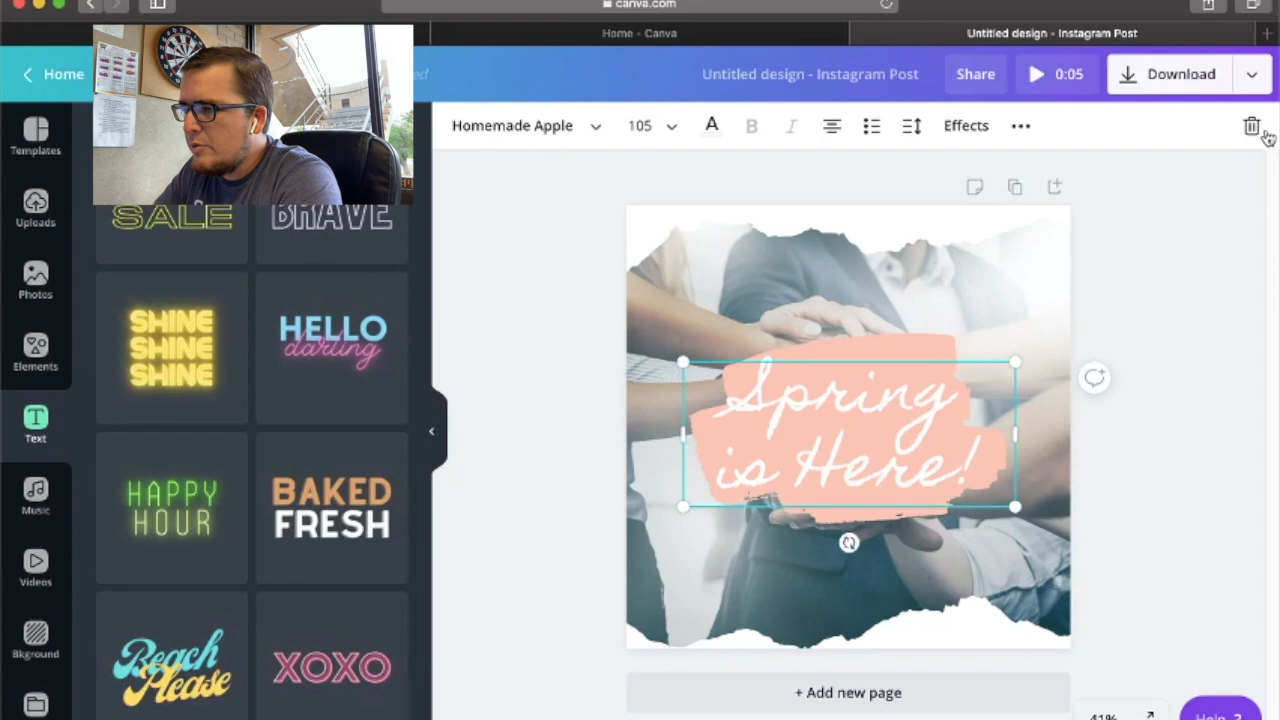 canva.com
Home - Canva
Untitled design - Instagram Post
Home
Untitled design - Instagram Post
Share
0:05
Download
Homemade Apple
105
A
B
I
Effects
Templates
Uploads
Photos
Elements
Text
Music
Videos
Bkground
SALE
BRAVE
SHINE
SHINE
SHINE
HELLO
darling
HAPPY
HOUR
BAKED
FRESH
Beach
Please
XOXO
Spring
is Here!
+ Add new page
41%
Help ?